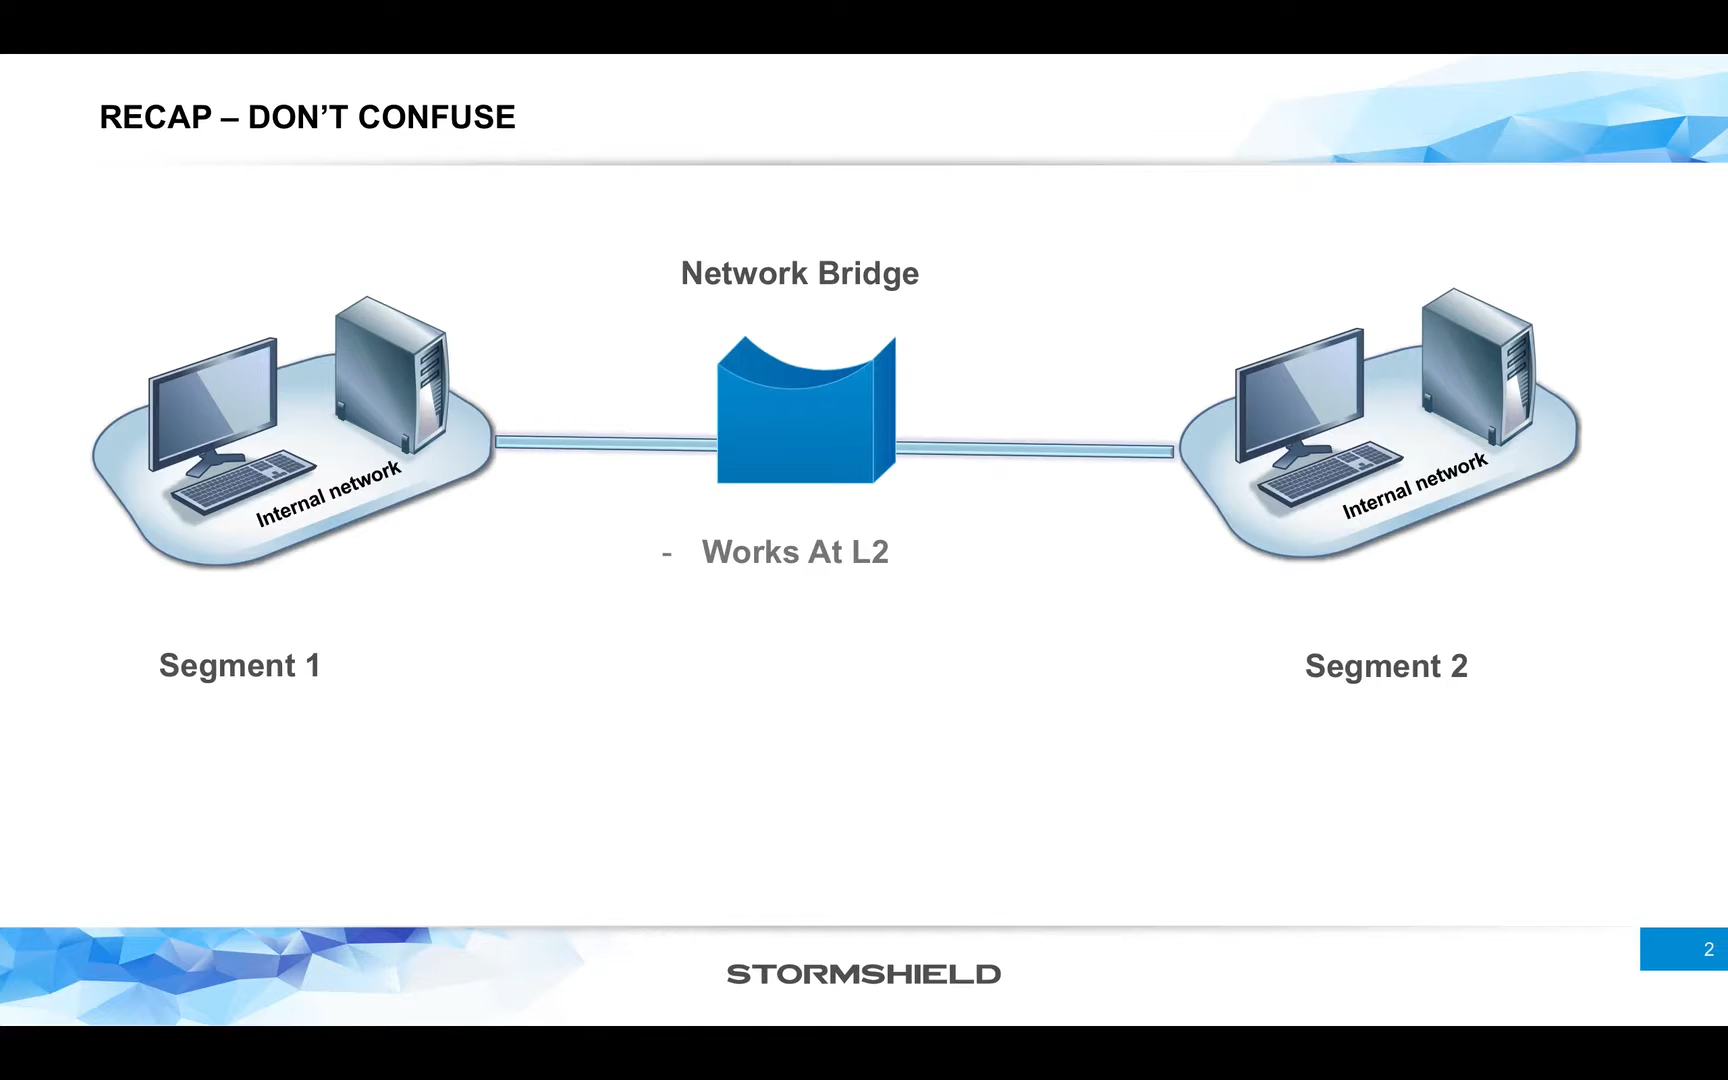 RECAP – DON’T CONFUSE
Network Bridge
Internal network
Internal network
- Works At L2
Segment 1
Segment 2
STORMSHIELD
2